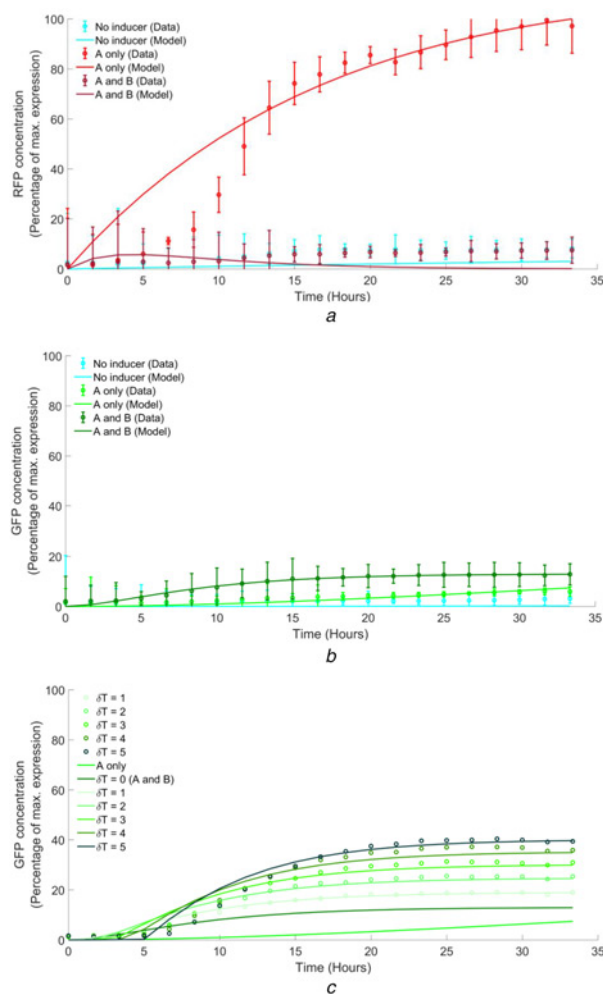 100
80
60
40
20
0
RFP concentration
(Percentage of max. expression)
No inducer (Data)
No inducer (Model)
A only (Data)
A only (Model)
A and B (Data)
A and B (Model)
0 5 10 15 20 25 30 35
Time (Hours)
a
100
80
60
40
20
0
GFP concentration
(Percentage of max. expression)
No inducer (Data)
No inducer (Model)
A only (Data)
A only (Model)
A and B (Data)
A and B (Model)
0 5 10 15 20 25 30 35
Time (Hours)
b
100
80
60
40
20
0
GFP concentration
(Percentage of max. expression)
δT = 1
δT = 2
δT = 3
δT = 4
δT = 5
A only
δT = 0 (A and B)
δT = 1
δT = 2
δT = 3
δT = 4
δT = 5
0 5 10 15 20 25 30 35
Time (Hours)
c